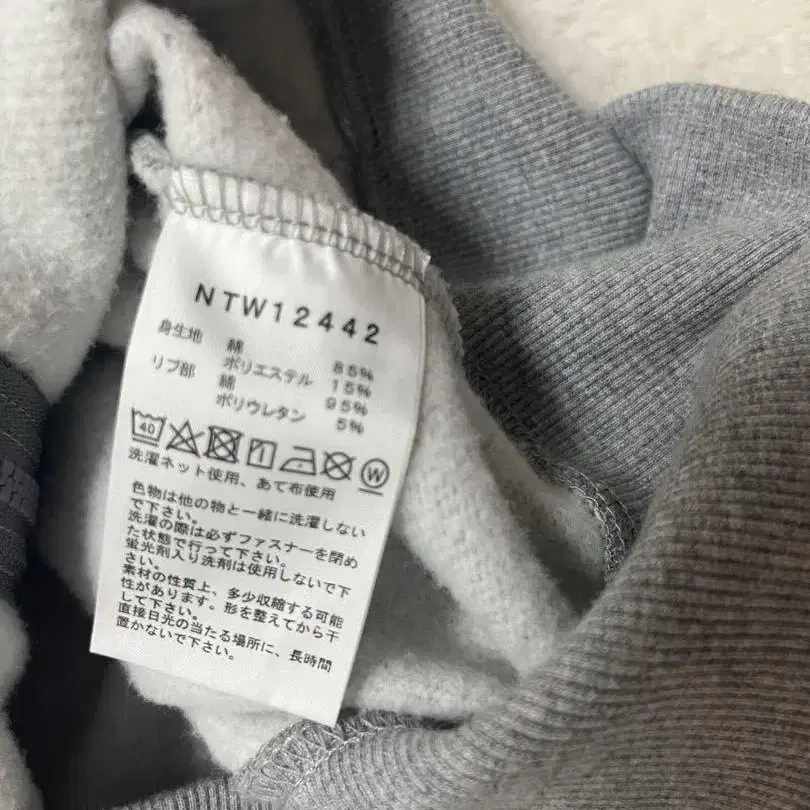 NTW12442
身生地 綿 85%
ポリエステル 15%
リブ部 綿 95%
ポリウレタン 5%
40 W
洗濯ネット使用、あて布使用
色物は他の物と一緒に洗濯しない
で下さい。
洗濯の際は必ずファスナーを閉め
た状態で行って下さい。
蛍光剤入り洗剤は使用しないで下
さい。
素材の性質上、多少収縮する可能
性があります。形を整えてから干
して下さい。
直接日光の当たる場所に、長時間
置かないで下さい。